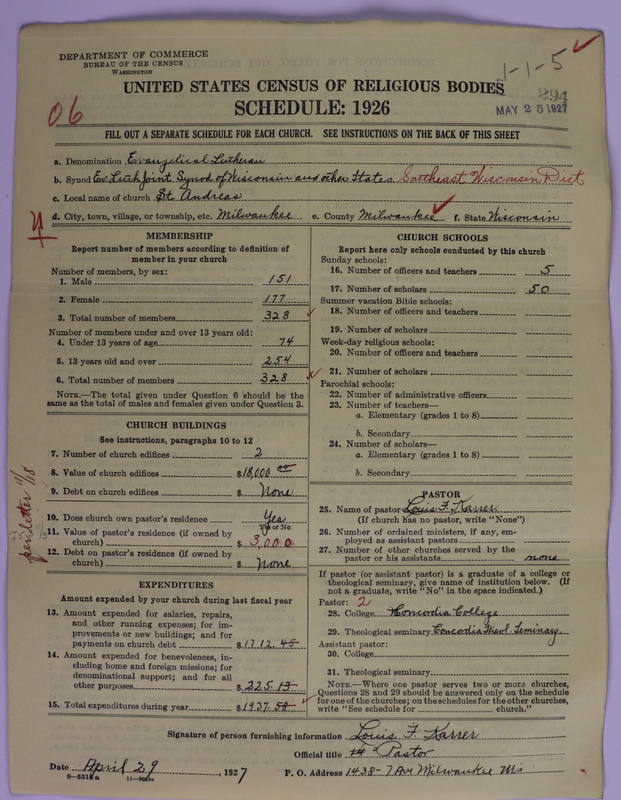 DEPARTMENT OF COMMERCE
BUREAU OF THE CENSUS
WASHINGTON
1-1-5
UNITED STATES CENSUS OF RELIGIOUS BODIES
SCHEDULE: 1926
294
MAY 25 1927
06
FILL OUT A SEPARATE SCHEDULE FOR EACH CHURCH. SEE INSTRUCTIONS ON THE BACK OF THIS SHEET
a. Denomination Evangelical Lutheran
b. Synod Ev. Luth. Joint Synod of Wisconsin and other States Southeast Wisconsin Dist
c. Local name of church St. Andreas
d. City, town, village, or township, etc. Milwaukee e. County Milwaukee f. State Wisconsin
MEMBERSHIP
Report number of members according to definition of
member in your church
Number of members, by sex:
1. Male 151
2. Female 177
3. Total number of members 328
Number of members under and over 13 years old:
4. Under 13 years of age 74
5. 13 years old and over 254
6. Total number of members 328
NOTE.—The total given under Question 6 should be the
same as the total of males and females given under Question 3.
CHURCH BUILDINGS
See instructions, paragraphs 10 to 12
7. Number of church edifices 2
8. Value of church edifices $18,000 00
9. Debt on church edifices $ None
10. Does church own pastor's residence Yes
Yes or No
11. Value of pastor's residence (if owned by
church) $ 3,000
12. Debt on pastor's residence (if owned by
church) $ None
per letter 11/8
EXPENDITURES
Amount expended by your church during last fiscal year
13. Amount expended for salaries, repairs,
and other running expenses; for im-
provements or new buildings; and for
payments on church debt $1712.45
14. Amount expended for benevolences, in-
cluding home and foreign missions; for
denominational support; and for all
other purposes $225.13
15. Total expenditures during year $1937.58
CHURCH SCHOOLS
Report here only schools conducted by this church
Sunday schools:
16. Number of officers and teachers 5
17. Number of scholars 50
Summer vacation Bible schools:
18. Number of officers and teachers
19. Number of scholars
Week-day religious schools:
20. Number of officers and teachers
21. Number of scholars
Parochial schools:
22. Number of administrative officers
23. Number of teachers—
a. Elementary (grades 1 to 8)
b. Secondary
24. Number of scholars—
a. Elementary (grades 1 to 8)
b. Secondary
PASTOR
25. Name of pastor Louis F. Karrer
(If church has no pastor, write "None")
26. Number of ordained ministers, if any, em-
ployed as assistant pastors
27. Number of other churches served by the
pastor or his assistants none
If pastor (or assistant pastor) is a graduate of a college or
theological seminary, give name of institution below. (If
not a graduate, write "No" in the space indicated.)
Pastor: 2
28. College Concordia College
29. Theological seminary Concordia Theol. Seminary
Assistant pastor:
30. College
31. Theological seminary
NOTE.—Where one pastor serves two or more churches,
Questions 28 and 29 should be answered only on the schedule
for one of the churches; on the schedules for the other churches,
write "See schedule for church."
Signature of person furnishing information Louis F. Karrer
Official title Pastor
Date April 29, 1927
P. O. Address 1438-7 Ave Milwaukee Wis